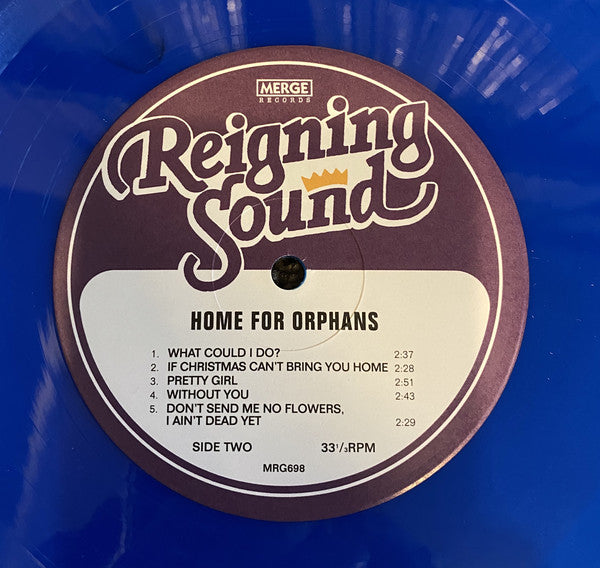 MERGE
RECORDS
Reigning
Sound
HOME FOR ORPHANS
1. WHAT COULD I DO? 2:37
2. IF CHRISTMAS CAN'T BRING YOU HOME 2:28
3. PRETTY GIRL 2:51
4. WITHOUT YOU 2:43
5. DON'T SEND ME NO FLOWERS,
I AIN'T DEAD YET 2:29
SIDE TWO 33¹/₃RPM
MRG698